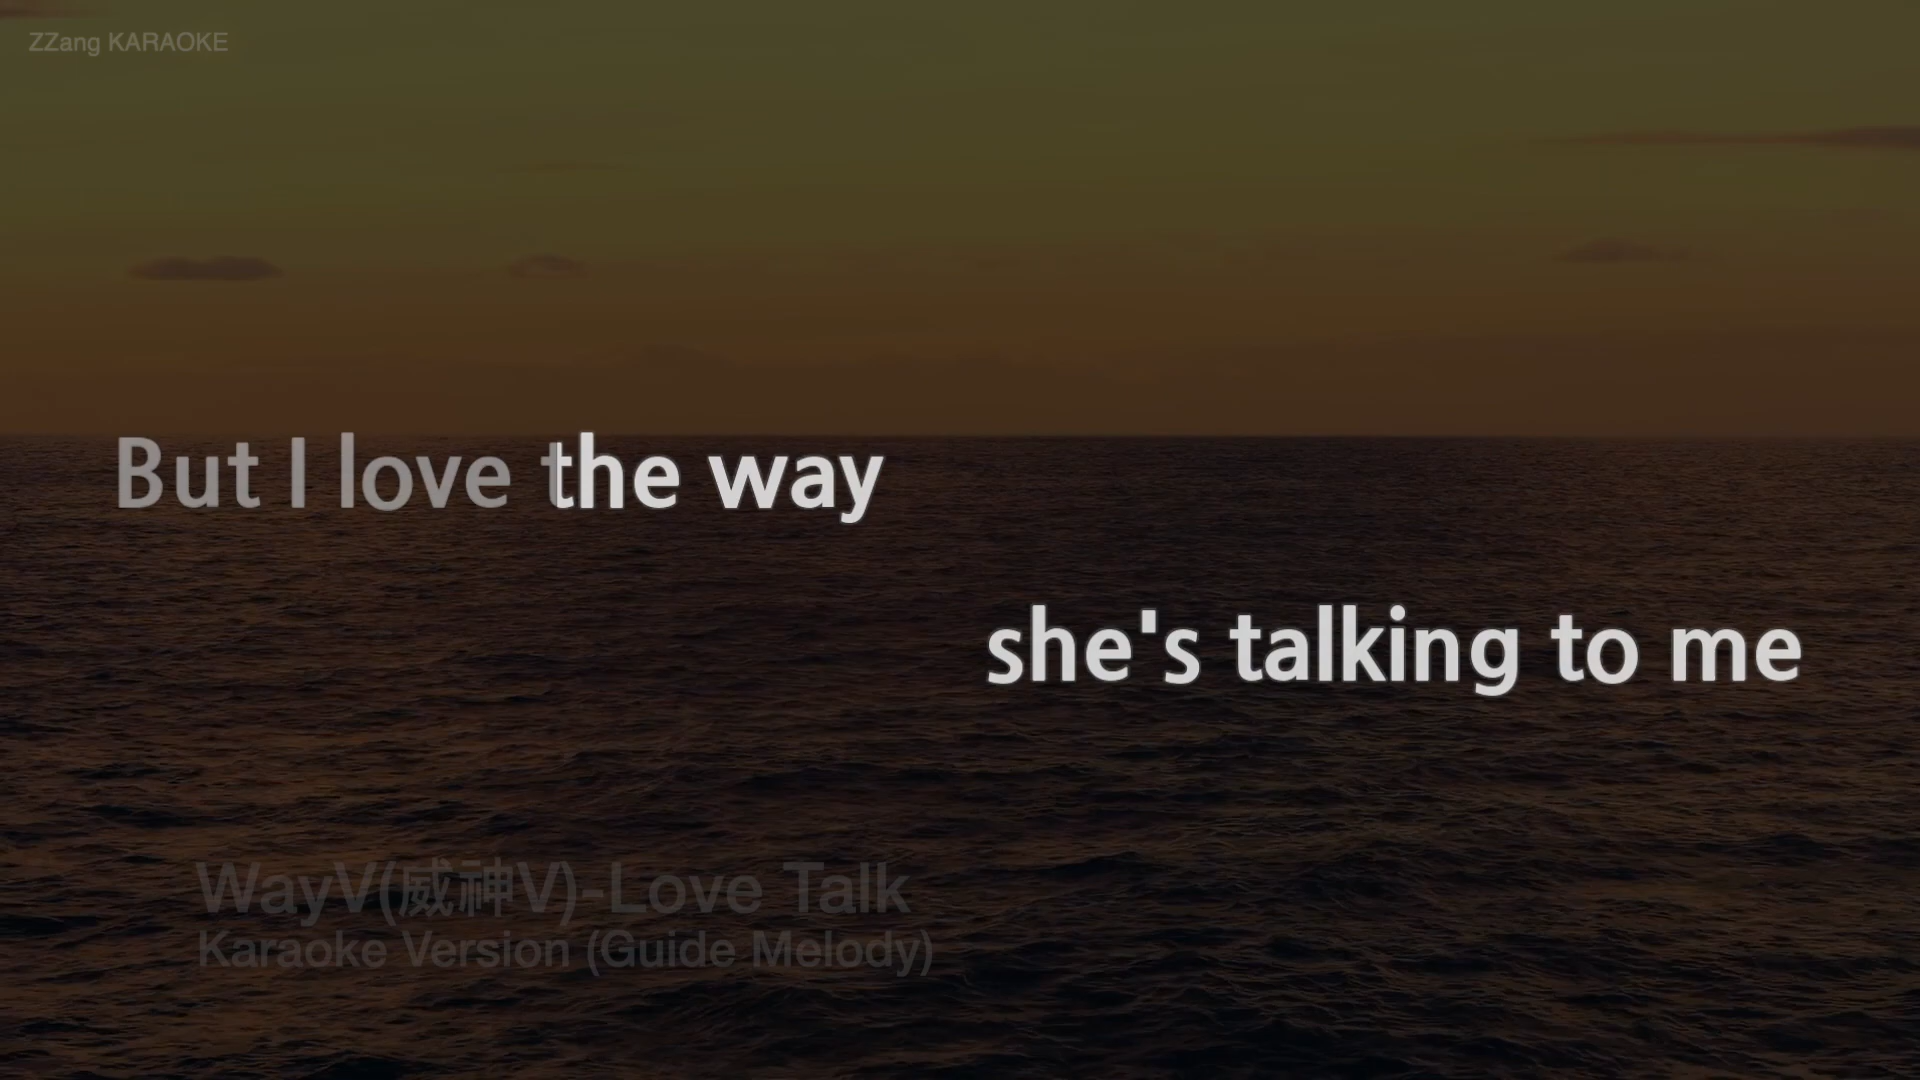 ZZang KARAOKE
But I love the way
she's talking to me
WayV(威神V)-Love Talk
Karaoke Version (Guide Melody)